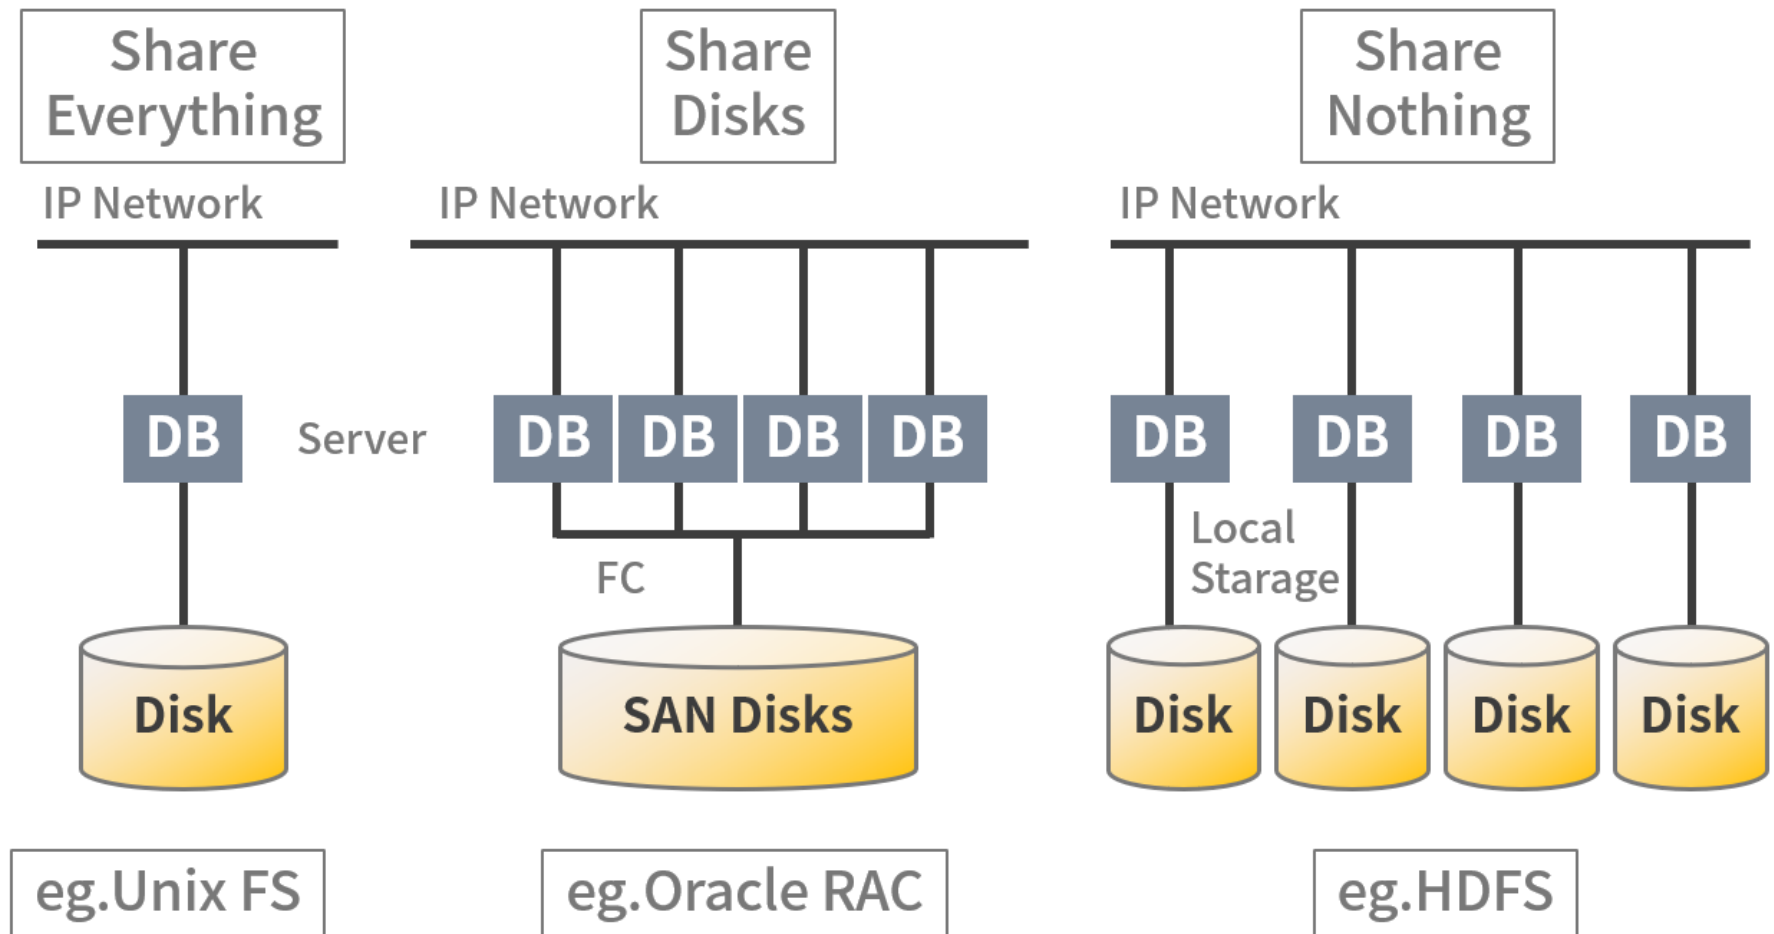 Share
Everything
Share
Disks
Share
Nothing
IP Network
IP Network
IP Network
DB
Server
DB
DB
DB
DB
DB
DB
DB
DB
Local
Starage
FC
Disk
SAN Disks
Disk
Disk
Disk
Disk
eg.Unix FS
eg.Oracle RAC
eg.HDFS